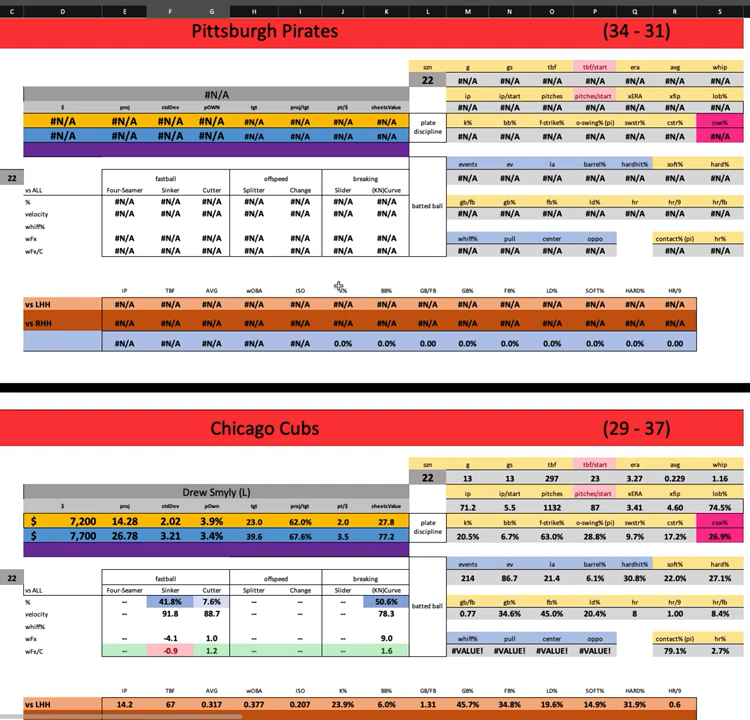 C D E F G H I J K L M N O P Q R S
Pittsburgh Pirates (34 - 31)
szn g gs tbf tbf/start era avg whip
22 #N/A #N/A #N/A #N/A #N/A #N/A #N/A
#N/A ip ip/start pitches pitches/start xERA xfip lob%
$ proj stdDev pOWN tgt proj/tgt pt/$ sheetsValue #N/A #N/A #N/A #N/A #N/A #N/A #N/A
#N/A #N/A #N/A #N/A #N/A #N/A #N/A #N/A plate discipline k% bb% f-strike% o-swing% (pi) swstr% cstr% csw%
#N/A #N/A #N/A #N/A #N/A #N/A #N/A #N/A #N/A #N/A #N/A #N/A #N/A #N/A #N/A
events ev la barrel% hardhit% soft% hard%
22 fastball offspeed breaking #N/A #N/A #N/A #N/A #N/A #N/A #N/A
vs ALL Four-Seamer Sinker Cutter Splitter Change Slider (KN)Curve
% #N/A #N/A #N/A #N/A #N/A #N/A #N/A batted ball gb/fb gb% fb% ld% hr hr/9 hr/fb
velocity #N/A #N/A #N/A #N/A #N/A #N/A #N/A #N/A #N/A #N/A #N/A #N/A #N/A #N/A
whiff%
wFx #N/A #N/A #N/A #N/A #N/A #N/A #N/A whiff% pull center oppo contact% (pi) hr%
wFx/C #N/A #N/A #N/A #N/A #N/A #N/A #N/A #N/A #N/A #N/A #N/A #N/A #N/A
IP TBF AVG wOBA ISO K% BB% GB/FB GB% FB% LD% SOFT% HARD% HR/9
vs LHH #N/A #N/A #N/A #N/A #N/A #N/A #N/A #N/A #N/A #N/A #N/A #N/A #N/A #N/A
vs RHH #N/A #N/A #N/A #N/A #N/A #N/A #N/A #N/A #N/A #N/A #N/A #N/A #N/A #N/A
#N/A #N/A #N/A #N/A #N/A 0.0% 0.0% 0.00 0.0% 0.0% 0.0% 0.0% 0.0% 0.00
Chicago Cubs (29 - 37)
szn g gs tbf tbf/start era avg whip
22 13 13 297 23 3.27 0.229 1.16
Drew Smyly (L) ip ip/start pitches pitches/start xERA xfip lob%
$ proj stdDev pOwn tgt proj/tgt pt/$ sheetsValue 71.2 5.5 1132 87 3.41 4.60 74.5%
$ 7,200 14.28 2.02 3.9% 23.0 62.0% 2.0 27.8 plate discipline k% bb% f-strike% o-swing% (pi) swstr% cstr% csw%
$ 7,700 26.78 3.21 3.4% 39.6 67.6% 3.5 77.2 20.5% 6.7% 63.0% 28.8% 9.7% 17.2% 26.9%
events ev la barrel% hardhit% soft% hard%
22 fastball offspeed breaking 214 86.7 21.4 6.1% 30.8% 22.0% 27.1%
vs ALL Four-Seamer Sinker Cutter Splitter Change Slider (KN)Curve
% -- 41.8% 7.6% -- -- -- 50.6% batted ball gb/fb gb% fb% ld% hr hr/9 hr/fb
velocity -- 91.8 88.7 -- -- -- 78.3 0.77 34.6% 45.0% 20.4% 8 1.00 8.4%
whiff%
wFx -- -4.1 1.0 -- -- -- 9.0 whiff% pull center oppo contact% (pi) hr%
wFx/C -- -0.9 1.2 -- -- -- 1.6 #VALUE! #VALUE! #VALUE! #VALUE! 79.1% 2.7%
IP TBF AVG wOBA ISO K% BB% GB/FB GB% FB% LD% SOFT% HARD% HR/9
vs LHH 14.2 67 0.317 0.377 0.207 23.9% 6.0% 1.31 45.7% 34.8% 19.6% 14.9% 31.9% 0.6